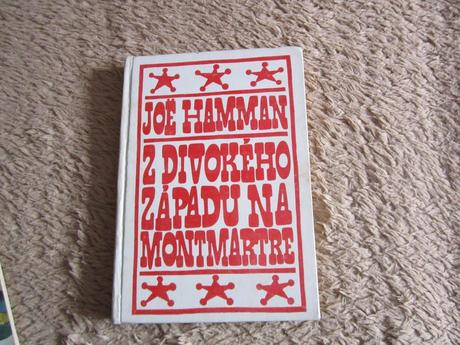 JOË HAMMAN
Z DIVOKÉHO
ZÁPADU NA
MONTMARTRE